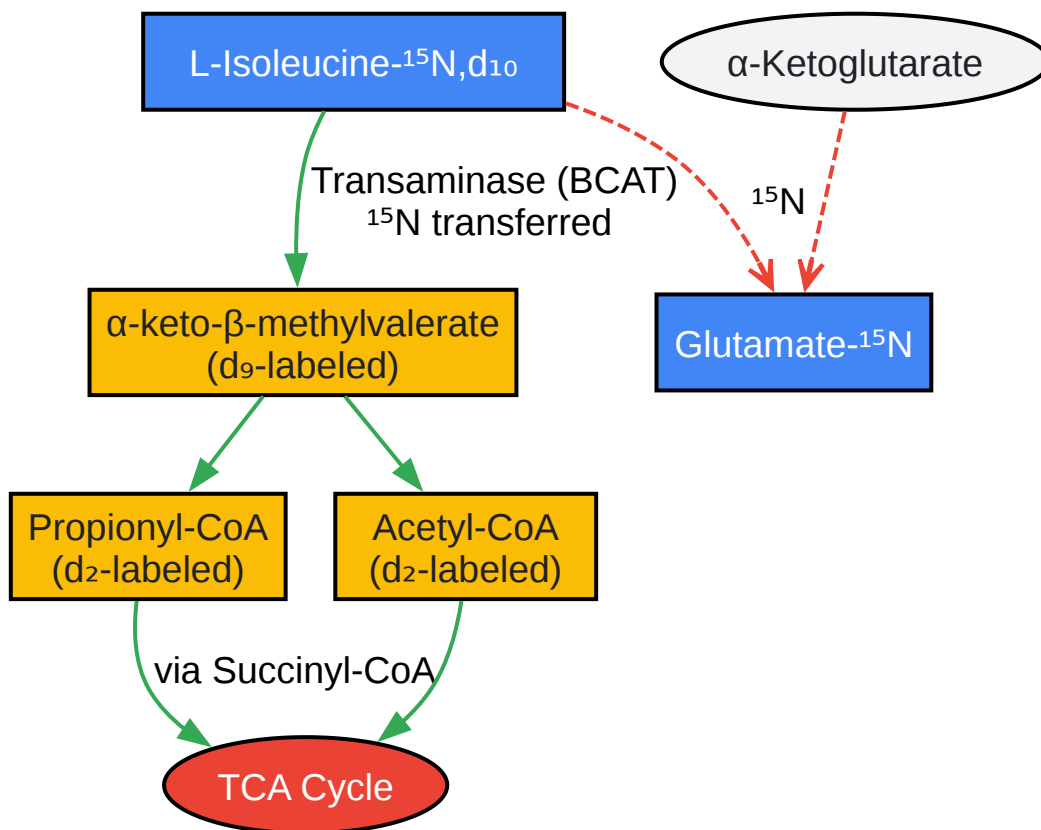 L-Isoleucine-¹⁵N,d₁₀
α-Ketoglutarate
Transaminase (BCAT)
¹⁵N transferred
¹⁵N
α-keto-β-methylvalerate
(d₉-labeled)
Glutamate-¹⁵N
Propionyl-CoA
(d₂-labeled)
Acetyl-CoA
(d₂-labeled)
via Succinyl-CoA
TCA Cycle